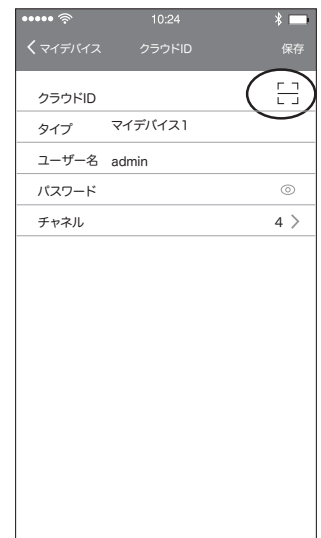 10:24
マイデバイス クラウドID 保存
クラウドID
タイプ マイデバイス1
ユーザー名 admin
パスワード
チャネル 4